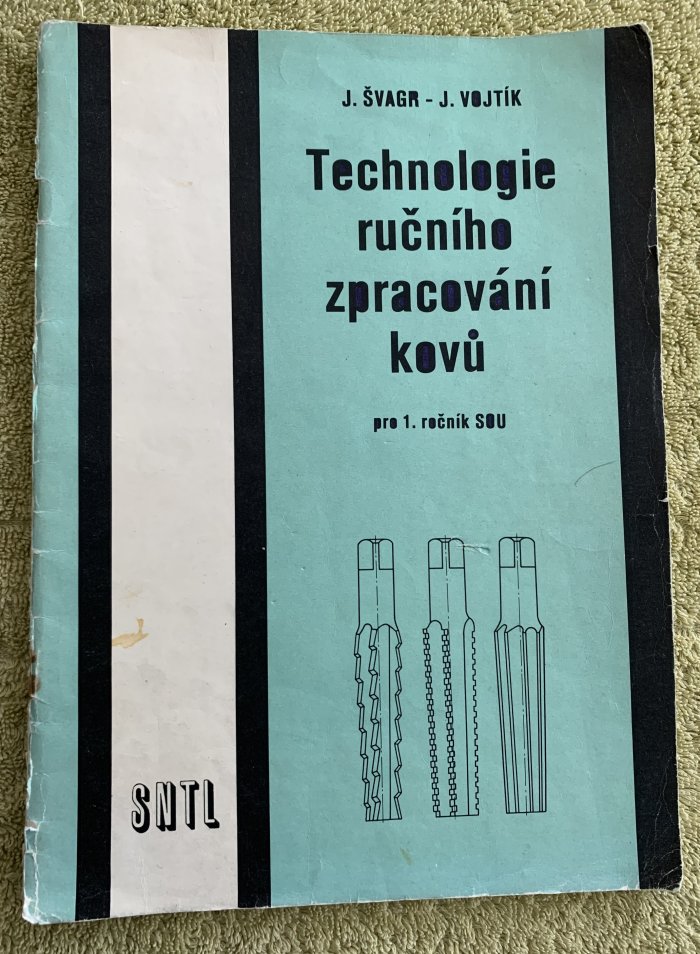 J. ŠVAGR - J. VOJTÍK
Technologie
ručního
zpracování
kovů
pro 1. ročník SOU
SNTL